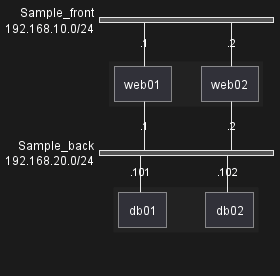 Sample_front
192.168.10.0/24
.1
.2
web01
web02
.1
.2
Sample_back
192.168.20.0/24
.101
.102
db01
db02